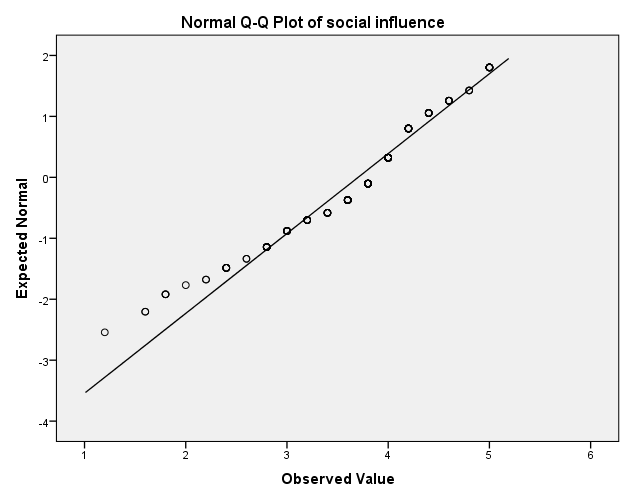 Normal Q-Q Plot of social influence
2
1
0
-1
-2
-3
-4
Expected Normal
1 2 3 4 5 6
Observed Value